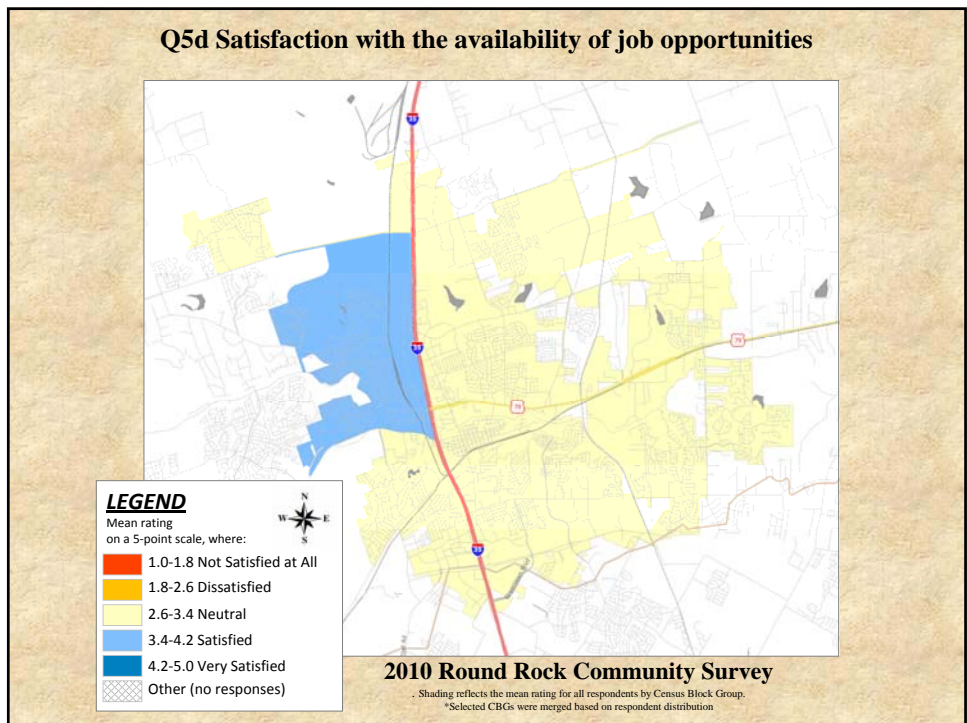 Q5d Satisfaction with the availability of job opportunities
35
35
79
79
35
LEGEND
Mean rating
on a 5-point scale, where:
N
W E
S
1.0-1.8 Not Satisfied at All
1.8-2.6 Dissatisfied
2.6-3.4 Neutral
3.4-4.2 Satisfied
4.2-5.0 Very Satisfied
Other (no responses)
2010 Round Rock Community Survey
. Shading reflects the mean rating for all respondents by Census Block Group.
*Selected CBGs were merged based on respondent distribution